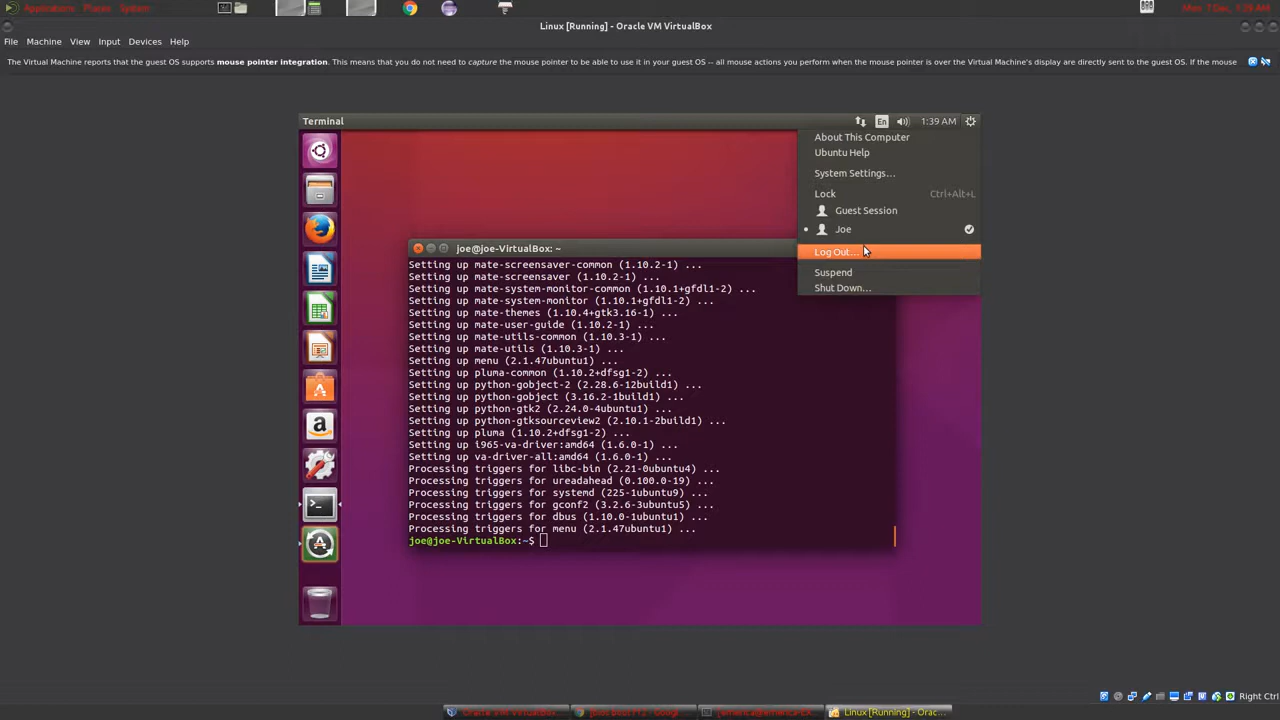 Applications Places System
Mon 7 Dec, 1:39 AM
Linux [Running] - Oracle VM VirtualBox
File Machine View Input Devices Help
The Virtual Machine reports that the guest OS supports mouse pointer integration. This means that you do not need to capture the mouse pointer to be able to use it in your guest OS -- all mouse actions you perform when the mouse pointer is over the Virtual Machine's display are directly sent to the guest OS. If the mouse
Terminal
En
1:39 AM
About This Computer
Ubuntu Help
System Settings...
Lock Ctrl+Alt+L
Guest Session
Joe
Log Out...
Suspend
Shut Down...
joe@joe-VirtualBox: ~
Setting up mate-screensaver-common (1.10.2-1) ...
Setting up mate-screensaver (1.10.2-1) ...
Setting up mate-system-monitor-common (1.10.1+gfdl1-2) ...
Setting up mate-system-monitor (1.10.1+gfdl1-2) ...
Setting up mate-themes (1.10.4+gtk3.16-1) ...
Setting up mate-user-guide (1.10.2-1) ...
Setting up mate-utils-common (1.10.3-1) ...
Setting up mate-utils (1.10.3-1) ...
Setting up menu (2.1.47ubuntu1) ...
Setting up pluma-common (1.10.2+dfsg1-2) ...
Setting up python-gobject-2 (2.28.6-12build1) ...
Setting up python-gobject (3.16.2-1build1) ...
Setting up python-gtk2 (2.24.0-4ubuntu1) ...
Setting up python-gtksourceview2 (2.10.1-2build1) ...
Setting up pluma (1.10.2+dfsg1-2) ...
Setting up i965-va-driver:amd64 (1.6.0-1) ...
Setting up va-driver-all:amd64 (1.6.0-1) ...
Processing triggers for libc-bin (2.21-0ubuntu4) ...
Processing triggers for ureadahead (0.100.0-19) ...
Processing triggers for systemd (225-1ubuntu9) ...
Processing triggers for gconf2 (3.2.6-3ubuntu5) ...
Processing triggers for dbus (1.10.0-1ubuntu1) ...
Processing triggers for menu (2.1.47ubuntu1) ...
joe@joe-VirtualBox:~$
Right Ctrl
Oracle VM VirtualBox
Linux [Running] - Orac...